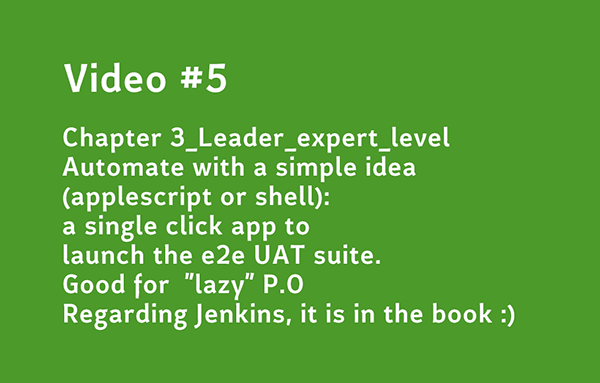 Video #5
Chapter 3_Leader_expert_level
Automate with a simple idea
(applescript or shell):
a single click app to
launch the e2e UAT suite.
Good for "lazy" P.O
Regarding Jenkins, it is in the book :)